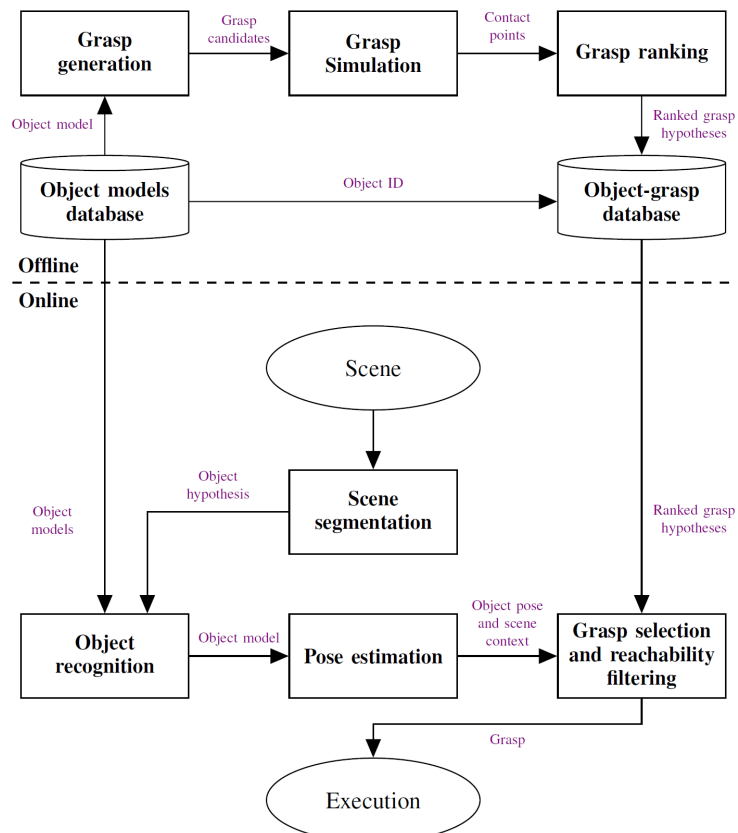 Grasp
generation
Grasp
candidates
Grasp
Simulation
Contact
points
Grasp ranking
Object model
Ranked grasp
hypotheses
Object models
database
Object ID
Object-grasp
database
Offline
Online
Scene
Object
hypothesis
Scene
segmentation
Object
models
Ranked grasp
hypotheses
Object
recognition
Object model
Pose estimation
Object pose
and scene
context
Grasp selection
and reachability
filtering
Grasp
Execution